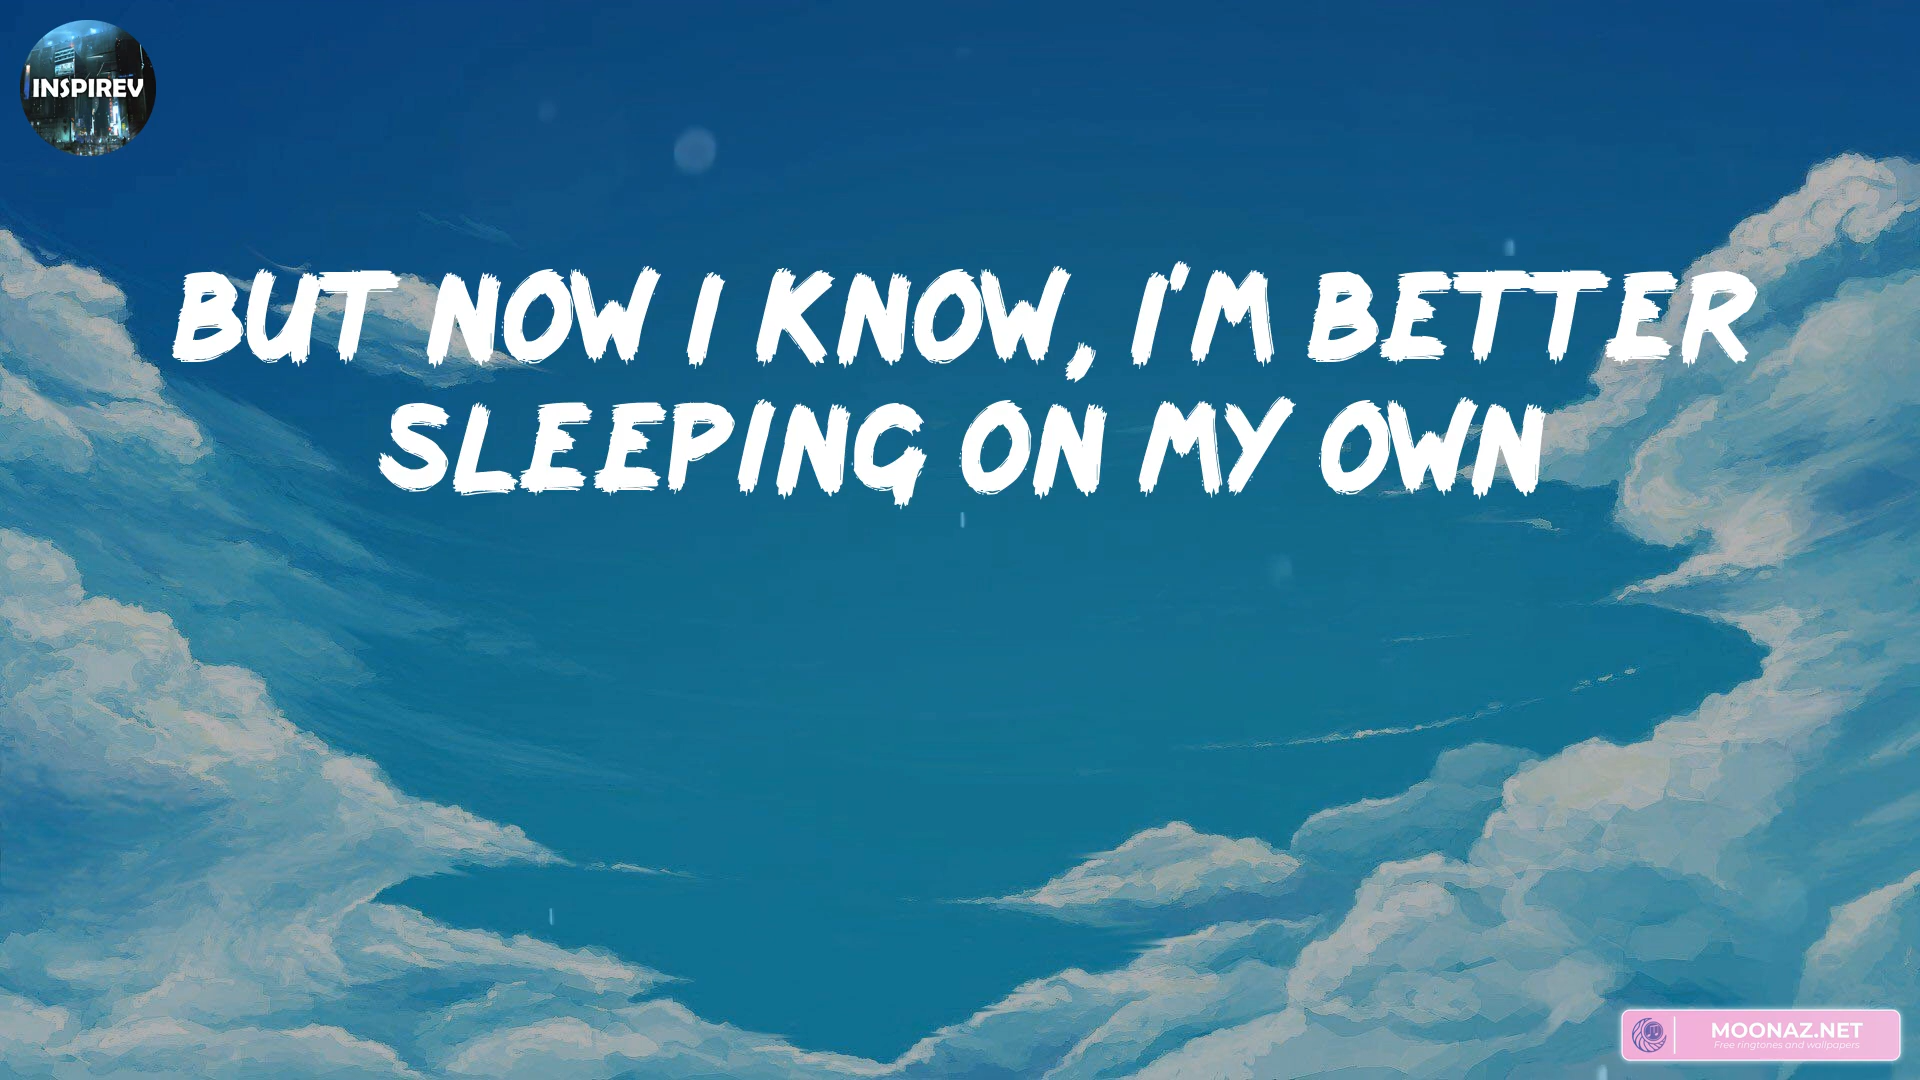 INSPIREV
BUT NOW I KNOW, I'M BETTER
SLEEPING ON MY OWN
MOONAZ.NET
Free ringtones and wallpapers